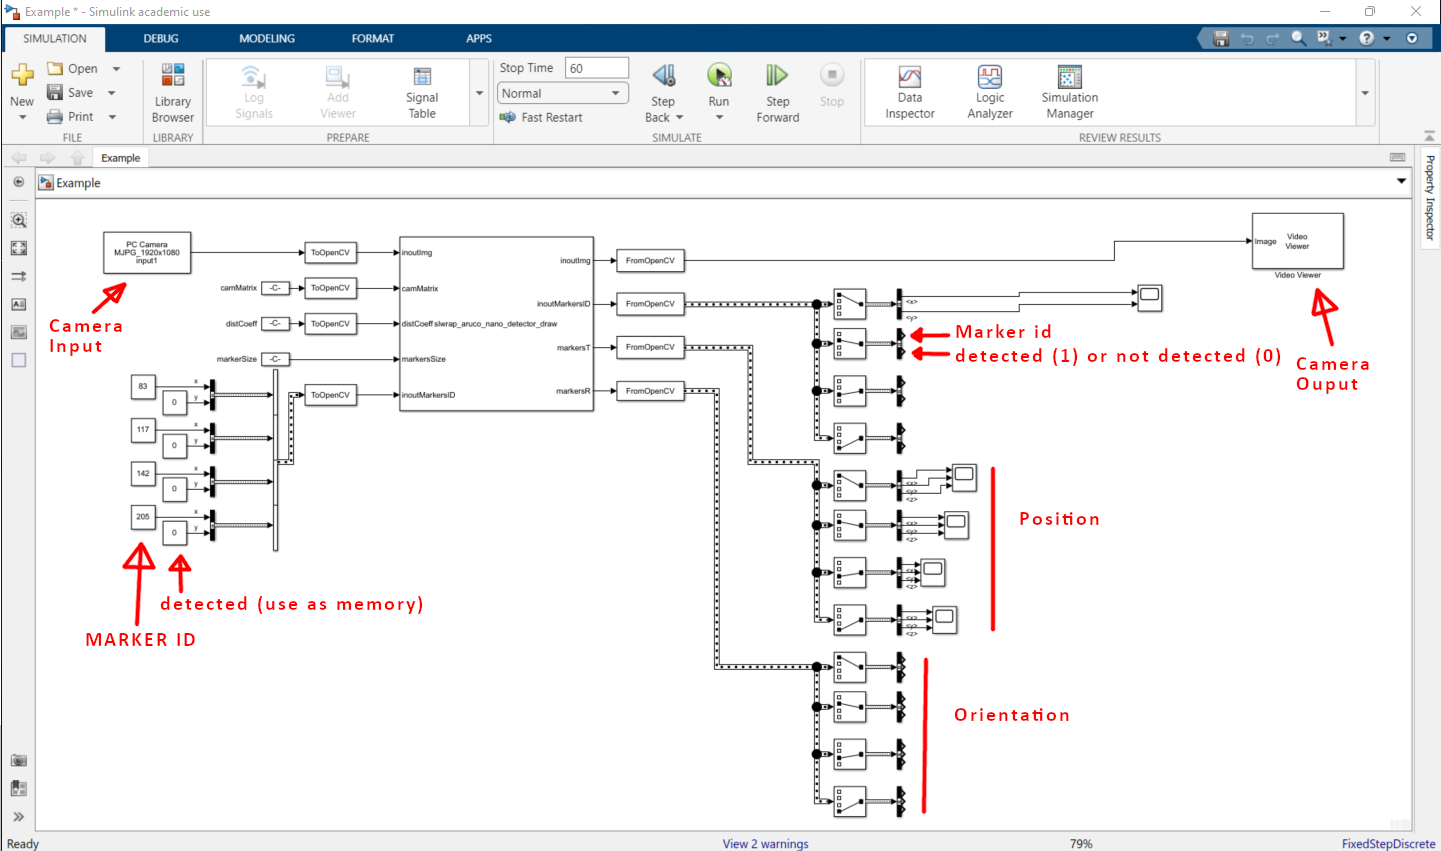 Example * - Simulink academic use
SIMULATION
DEBUG
MODELING
FORMAT
APPS
New
Open
Save
Print
FILE
Library
Browser
LIBRARY
Log
Signals
Add
Viewer
Signal
Table
PREPARE
Stop Time 60
Normal
Fast Restart
Step
Back
Run
Step
Forward
Stop
SIMULATE
Data
Inspector
Logic
Analyzer
Simulation
Manager
REVIEW RESULTS
Example
Example
Property Inspector
PC Camera
MJPG_1920x1080
input1
ToOpenCV
camMatrix
-C-
ToOpenCV
distCoeff
-C-
ToOpenCV
markerSize
-C-
ToOpenCV
inoutImg
camMatrix
distCoeff slwrap_aruco_nano_detector_draw
markersSize
inoutMarkersID
inoutImg
inoutMarkersID
markersT
markersR
FromOpenCV
FromOpenCV
FromOpenCV
FromOpenCV
Image
Video
Viewer
Video Viewer
83
x
0
y
117
x
0
y
142
x
0
y
205
x
0
y
<x>
<y>
<x>
<y>
<z>
<x>
<y>
<z>
<x>
<y>
<z>
<x>
<y>
<z>
Camera
Input
Marker id
detected (1) or not detected (0)
Camera
Ouput
Position
Orientation
detected (use as memory)
MARKER ID
Ready
View 2 warnings
79%
FixedStepDiscrete